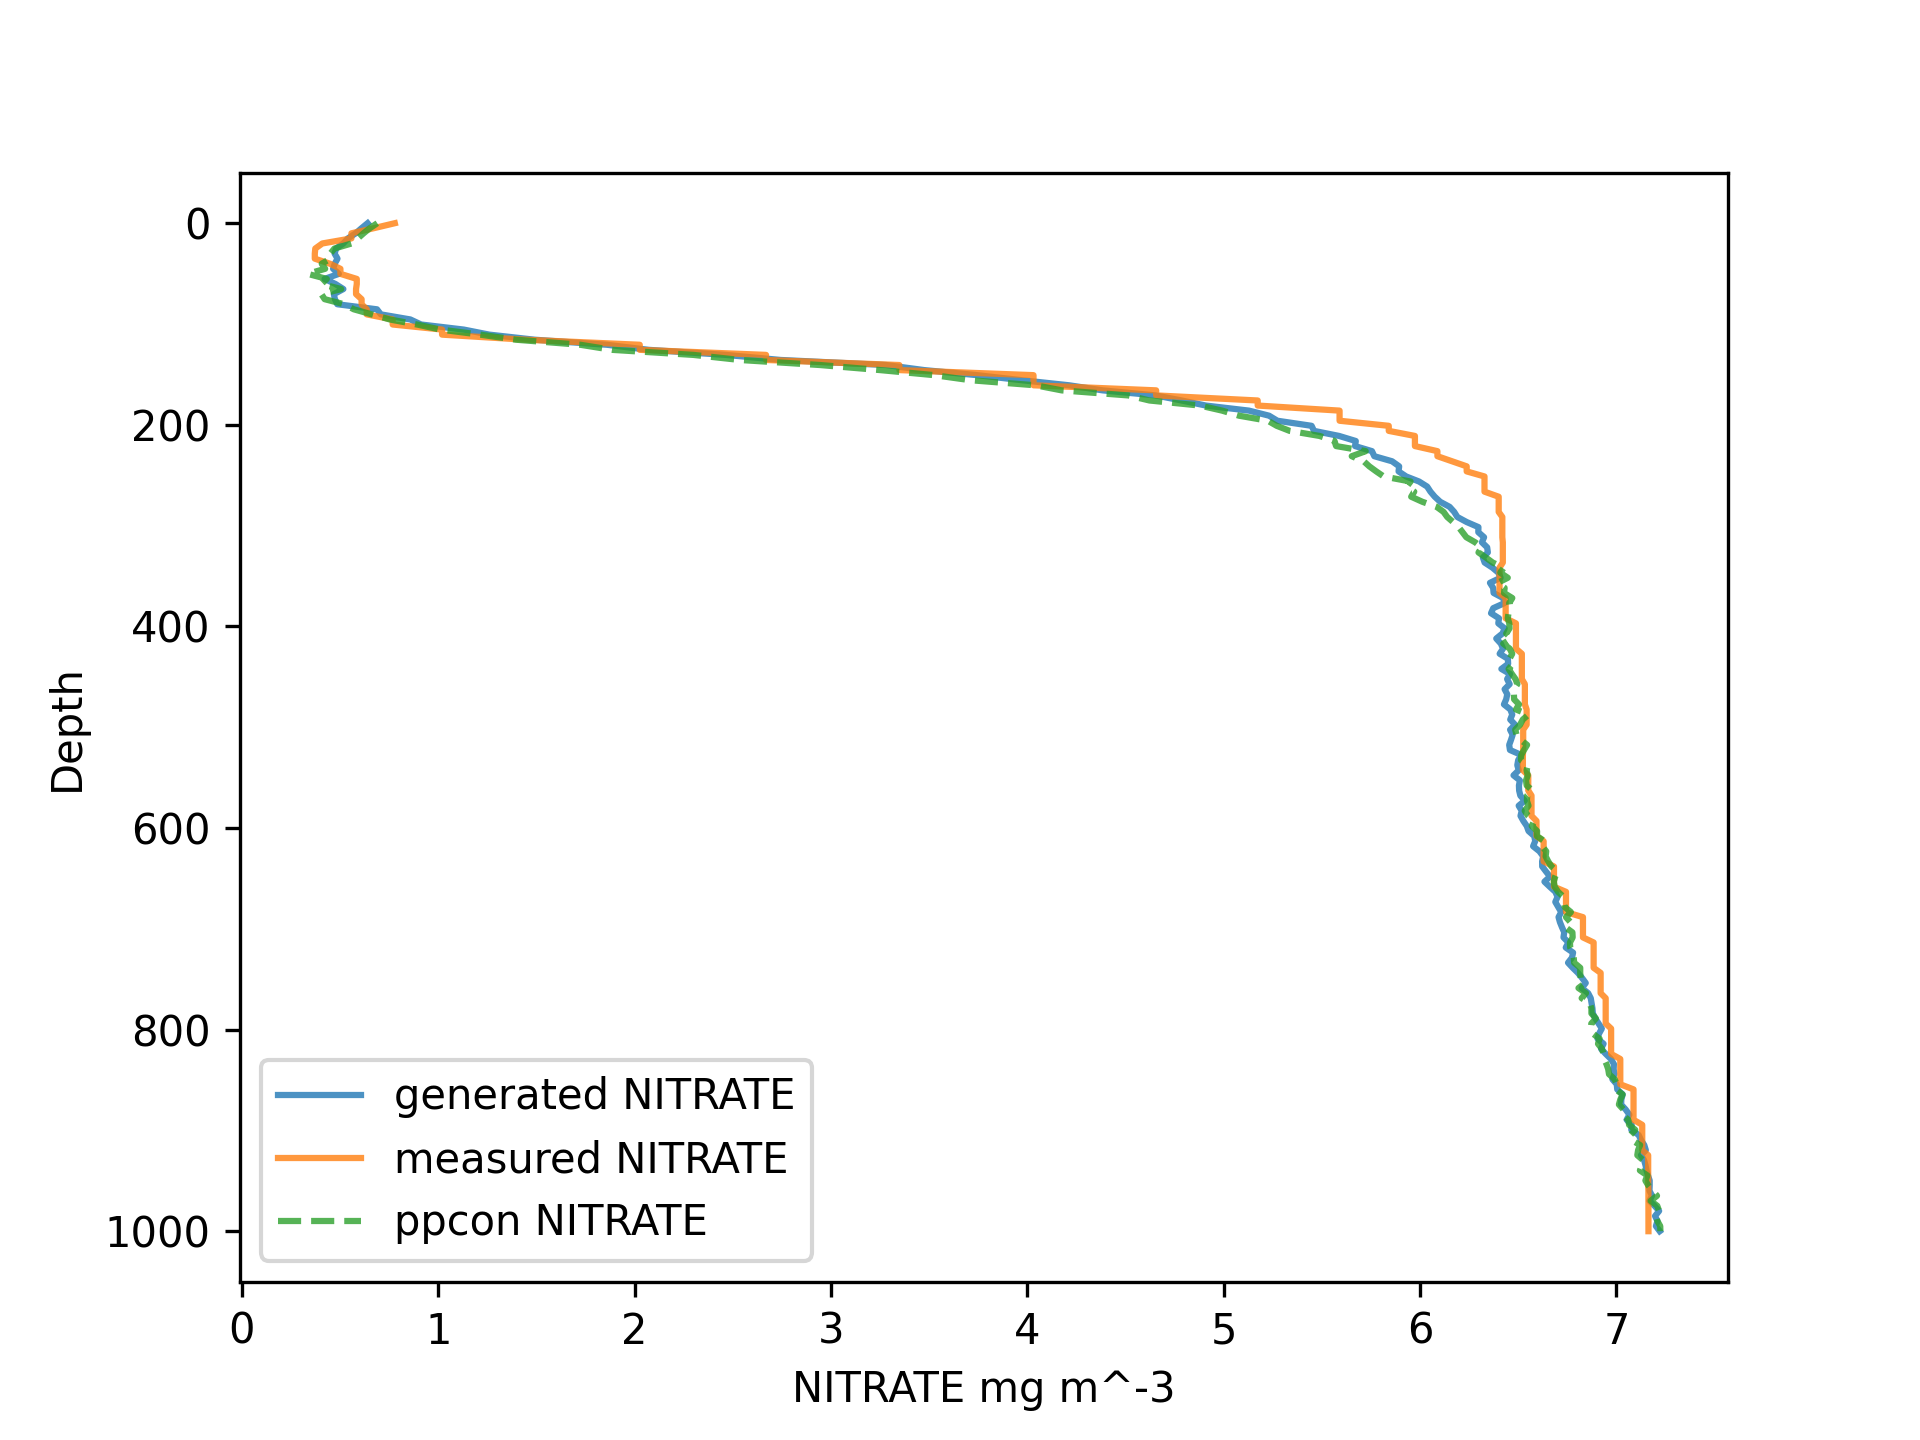 0
200
400
600
800
1000
Depth
generated NITRATE
measured NITRATE
ppcon NITRATE
0 1 2 3 4 5 6 7
NITRATE mg m^-3